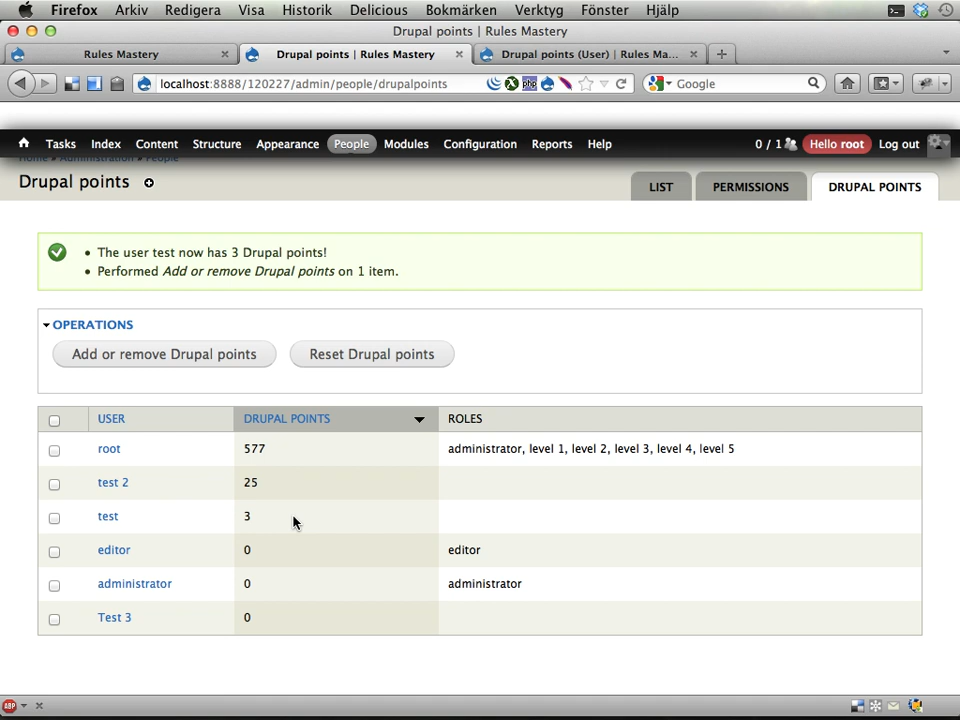 Firefox Arkiv Redigera Visa Historik Delicious Bokmärken Verktyg Fönster Hjälp
Drupal points | Rules Mastery
Rules Mastery
Drupal points | Rules Mastery
Drupal points (User) | Rules Ma...
localhost:8888/120227/admin/people/drupalpoints
php
Google
Tasks Index Content Structure Appearance People Modules Configuration Reports Help 0 / 1 Hello root Log out
Home » Administration » People
Drupal points
LIST PERMISSIONS DRUPAL POINTS
The user test now has 3 Drupal points!
Performed Add or remove Drupal points on 1 item.
OPERATIONS
Add or remove Drupal points Reset Drupal points
USER DRUPAL POINTS ROLES
root 577 administrator, level 1, level 2, level 3, level 4, level 5
test 2 25
test 3
editor 0 editor
administrator 0 administrator
Test 3 0
ABP